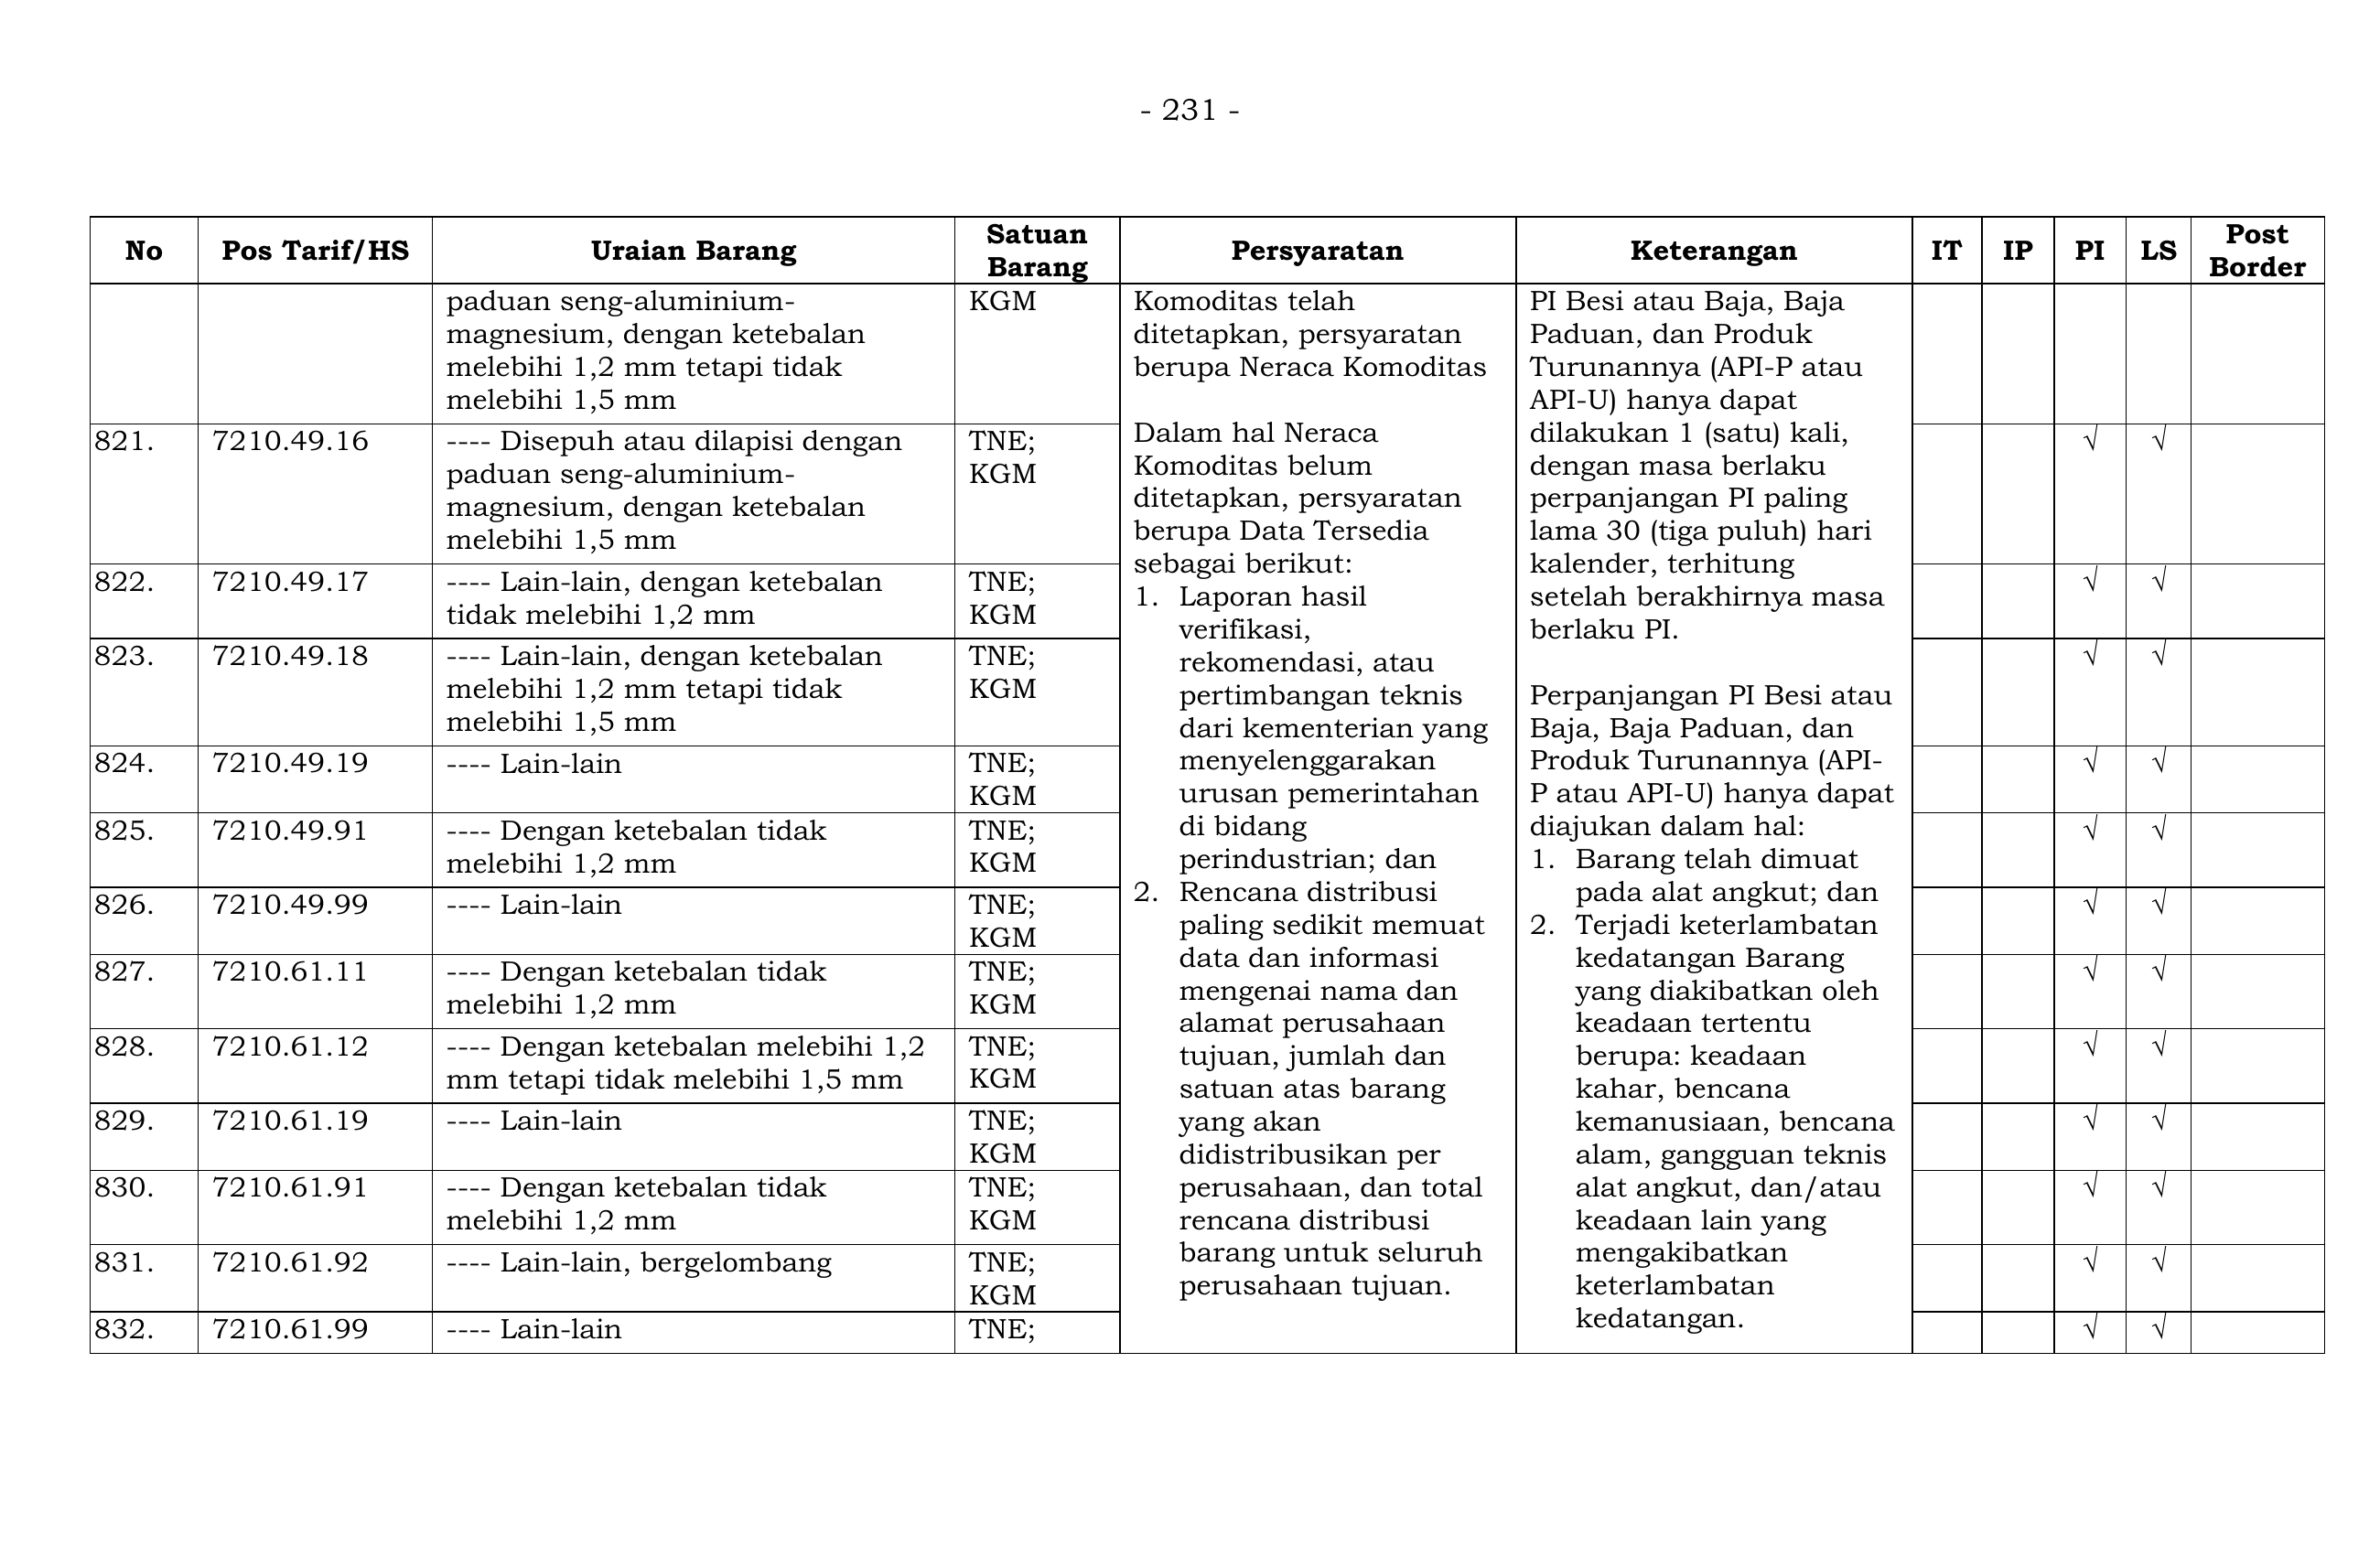 - 231 -
No Pos Tarif/HS Uraian Barang Satuan Barang Persyaratan Keterangan IT IP PI LS Post Border
paduan seng-aluminium-
magnesium, dengan ketebalan
melebihi 1,2 mm tetapi tidak
melebihi 1,5 mm
KGM
821. 7210.49.16 ---- Disepuh atau dilapisi dengan
paduan seng-aluminium-
magnesium, dengan ketebalan
melebihi 1,5 mm
TNE;
KGM
√ √
822. 7210.49.17 ---- Lain-lain, dengan ketebalan
tidak melebihi 1,2 mm
TNE;
KGM
√ √
823. 7210.49.18 ---- Lain-lain, dengan ketebalan
melebihi 1,2 mm tetapi tidak
melebihi 1,5 mm
TNE;
KGM
√ √
824. 7210.49.19 ---- Lain-lain
TNE;
KGM
√ √
825. 7210.49.91 ---- Dengan ketebalan tidak
melebihi 1,2 mm
TNE;
KGM
√ √
826. 7210.49.99 ---- Lain-lain
TNE;
KGM
√ √
827. 7210.61.11 ---- Dengan ketebalan tidak
melebihi 1,2 mm
TNE;
KGM
√ √
828. 7210.61.12 ---- Dengan ketebalan melebihi 1,2
mm tetapi tidak melebihi 1,5 mm
TNE;
KGM
√ √
829. 7210.61.19 ---- Lain-lain
TNE;
KGM
√ √
830. 7210.61.91 ---- Dengan ketebalan tidak
melebihi 1,2 mm
TNE;
KGM
√ √
831. 7210.61.92 ---- Lain-lain, bergelombang
TNE;
KGM
√ √
832. 7210.61.99 ---- Lain-lain
TNE;
√ √
Komoditas telah
ditetapkan, persyaratan
berupa Neraca Komoditas
Dalam hal Neraca
Komoditas belum
ditetapkan, persyaratan
berupa Data Tersedia
sebagai berikut:
1. Laporan hasil
verifikasi,
rekomendasi, atau
pertimbangan teknis
dari kementerian yang
menyelenggarakan
urusan pemerintahan
di bidang
perindustrian; dan
2. Rencana distribusi
paling sedikit memuat
data dan informasi
mengenai nama dan
alamat perusahaan
tujuan, jumlah dan
satuan atas barang
yang akan
didistribusikan per
perusahaan, dan total
rencana distribusi
barang untuk seluruh
perusahaan tujuan.
PI Besi atau Baja, Baja
Paduan, dan Produk
Turunannya (API-P atau
API-U) hanya dapat
dilakukan 1 (satu) kali,
dengan masa berlaku
perpanjangan PI paling
lama 30 (tiga puluh) hari
kalender, terhitung
setelah berakhirnya masa
berlaku PI.
Perpanjangan PI Besi atau
Baja, Baja Paduan, dan
Produk Turunannya (API-
P atau API-U) hanya dapat
diajukan dalam hal:
1. Barang telah dimuat
pada alat angkut; dan
2. Terjadi keterlambatan
kedatangan Barang
yang diakibatkan oleh
keadaan tertentu
berupa: keadaan
kahar, bencana
kemanusiaan, bencana
alam, gangguan teknis
alat angkut, dan/atau
keadaan lain yang
mengakibatkan
keterlambatan
kedatangan.